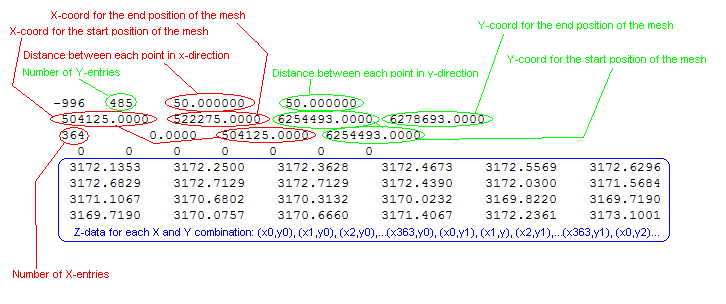 X-coord for the end position of the mesh
Y-coord for the end position of the mesh
X-coord for the start position of the mesh
Distance between each point in x-direction
Y-coord for the start position of the mesh
Number of Y-entries
Distance between each point in y-direction
-996 485 50.000000 50.000000
504125.0000 522275.0000 6254493.0000 6278693.0000
364 0.0000 504125.0000 6254493.0000
0 0 0 0 0 0 0
3172.1353 3172.2500 3172.3628 3172.4673 3172.5569 3172.6296
3172.6829 3172.7129 3172.7129 3172.4390 3172.0300 3171.5684
3171.1067 3170.6802 3170.3132 3170.0232 3169.8220 3169.7190
3169.7190 3170.0757 3170.6660 3171.4067 3172.2361 3173.1001
Z-data for each X and Y combination: (x0,y0), (x1,y0), (x2,y0),...(x363,y0), (x0,y1), (x1,y), (x2,y1),...(x363,y1), (x0,y2)...
Number of X-entries